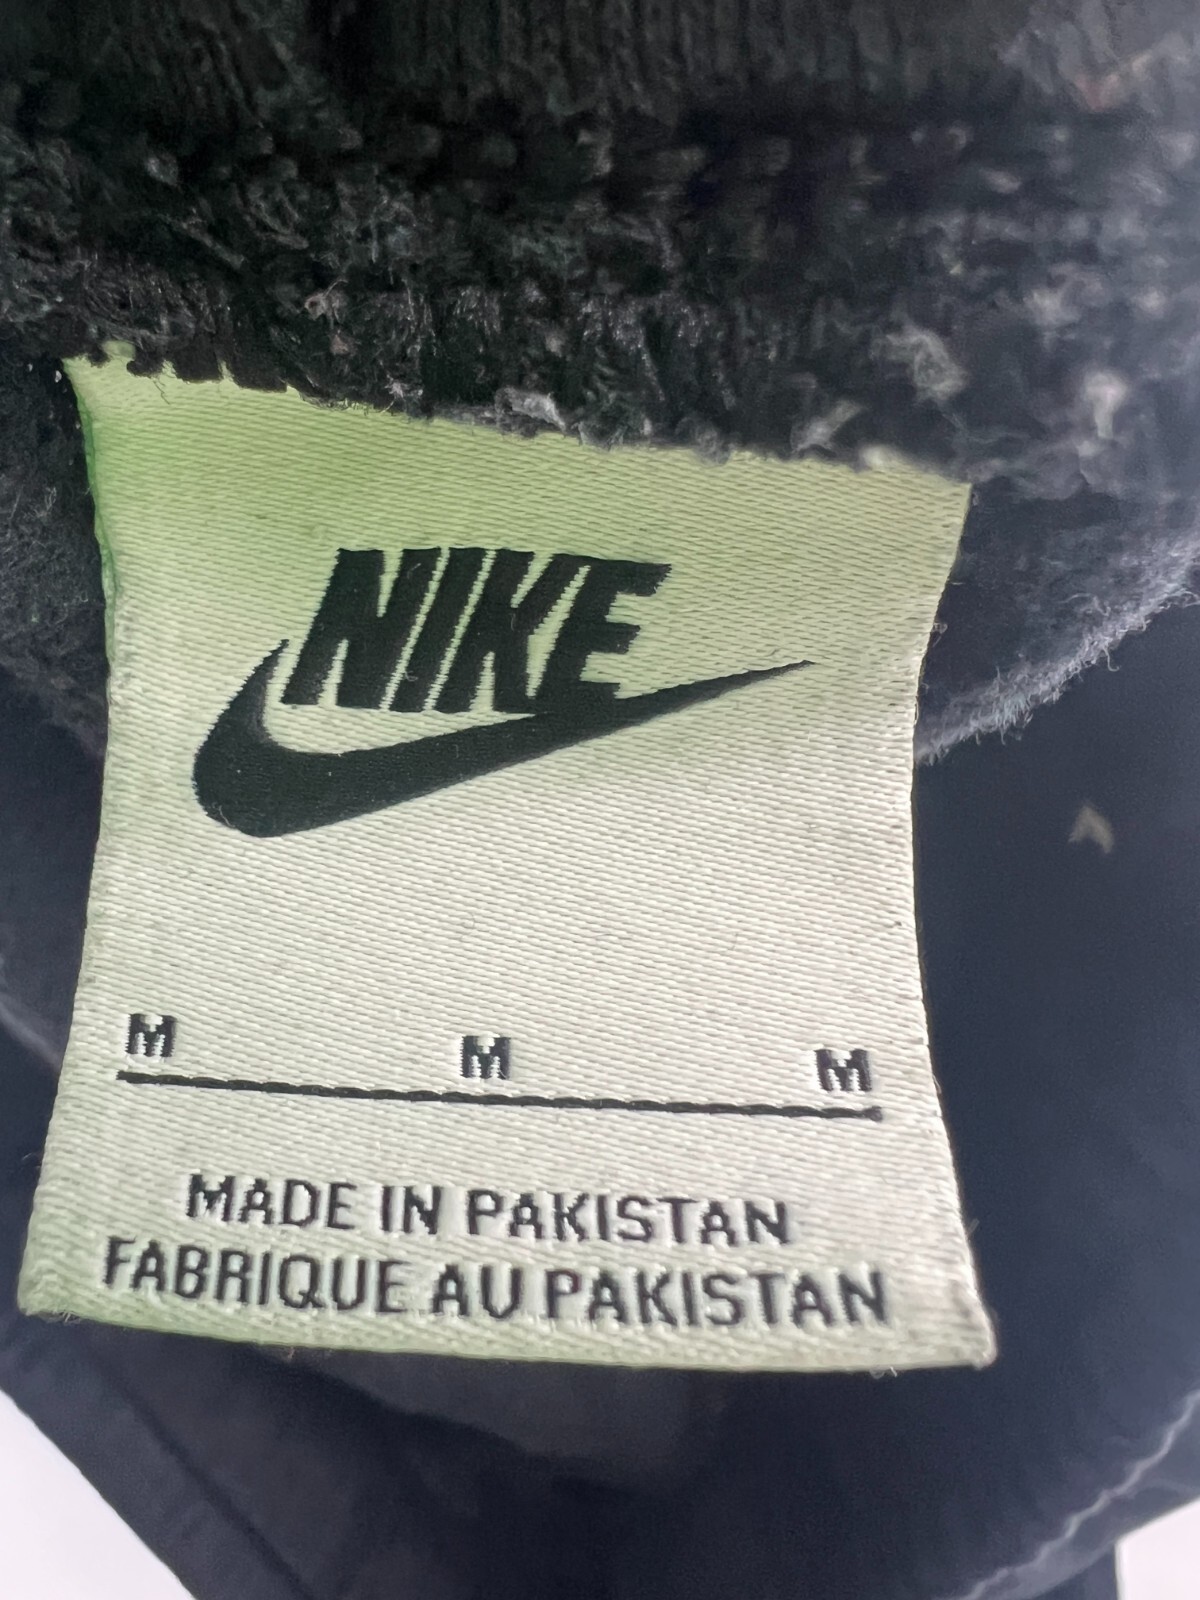 NIKE
M M M
MADE IN PAKISTAN
FABRIQUE AU PAKISTAN